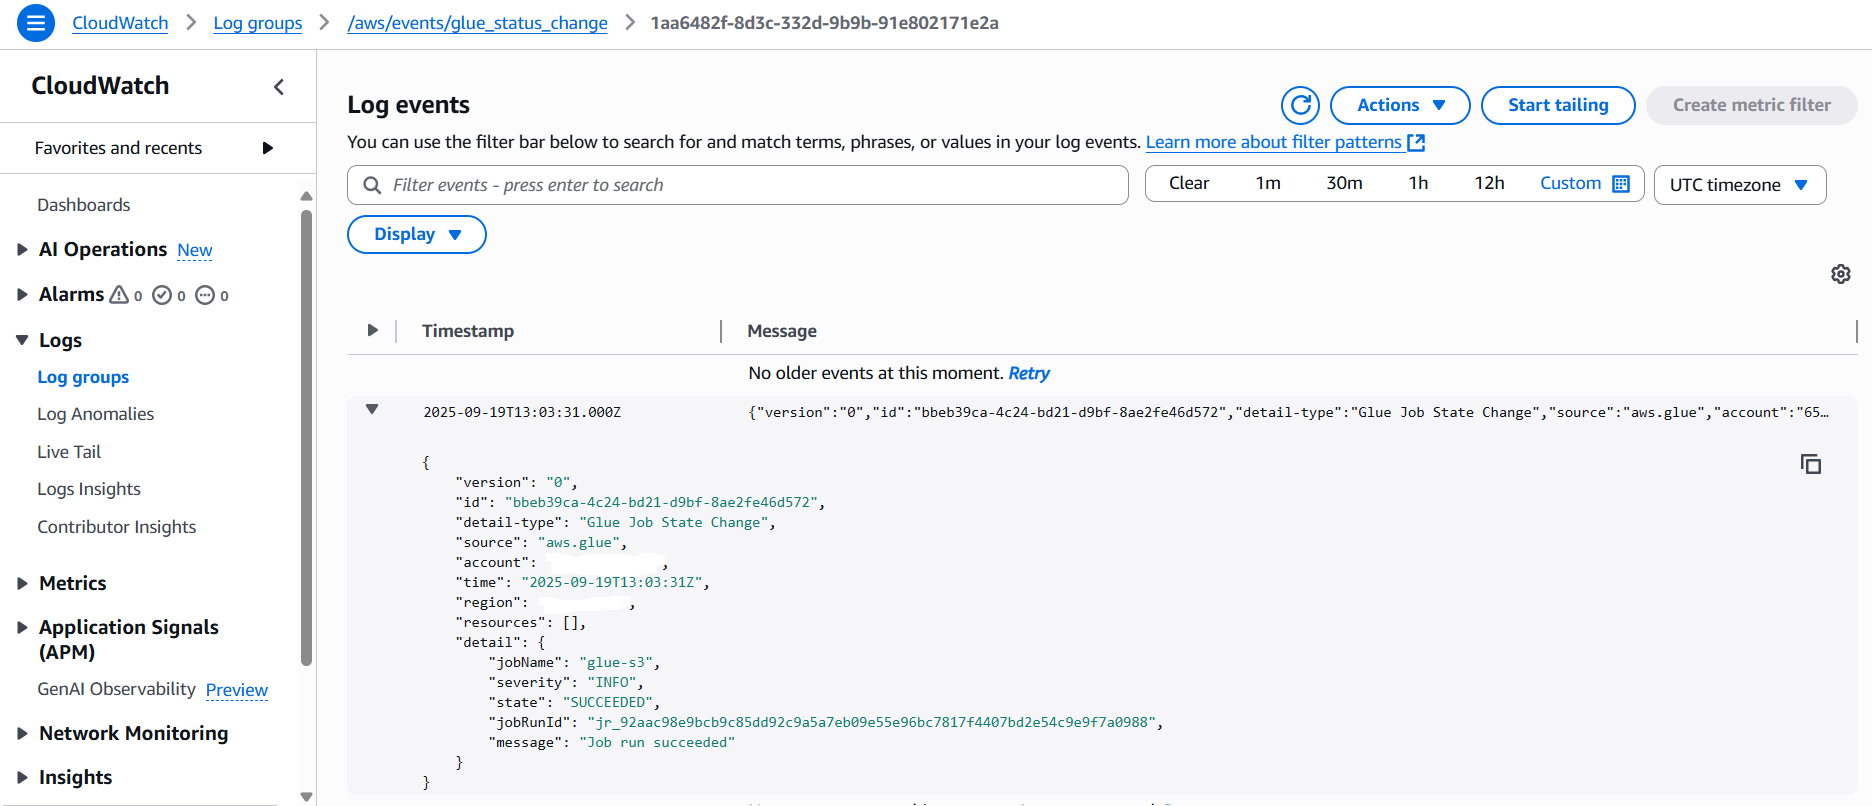 CloudWatch > Log groups > /aws/events/glue_status_change > 1aa6482f-8d3c-332d-9b9b-91e802171e2a
CloudWatch
Favorites and recents
Dashboards
AI Operations New
Alarms 0 0 0
Logs
Log groups
Log Anomalies
Live Tail
Logs Insights
Contributor Insights
Metrics
Application Signals
(APM)
GenAI Observability Preview
Network Monitoring
Insights
Log events
Actions
Start tailing
Create metric filter
You can use the filter bar below to search for and match terms, phrases, or values in your log events. Learn more about filter patterns
Filter events - press enter to search
Clear 1m 30m 1h 12h Custom
UTC timezone
Display
Timestamp Message
No older events at this moment. Retry
2025-09-19T13:03:31.000Z {"version":"0","id":"bbeb39ca-4c24-bd21-d9bf-8ae2fe46d572","detail-type":"Glue Job State Change","source":"aws.glue","account":"65…
{
"version": "0",
"id": "bbeb39ca-4c24-bd21-d9bf-8ae2fe46d572",
"detail-type": "Glue Job State Change",
"source": "aws.glue",
"account": ,
"time": "2025-09-19T13:03:31Z",
"region": ,
"resources": [],
"detail": {
"jobName": "glue-s3",
"severity": "INFO",
"state": "SUCCEEDED",
"jobRunId": "jr_92aac98e9bcb9c85dd92c9a5a7eb09e55e96bc7817f4407bd2e54c9e9f7a0988",
"message": "Job run succeeded"
}
}